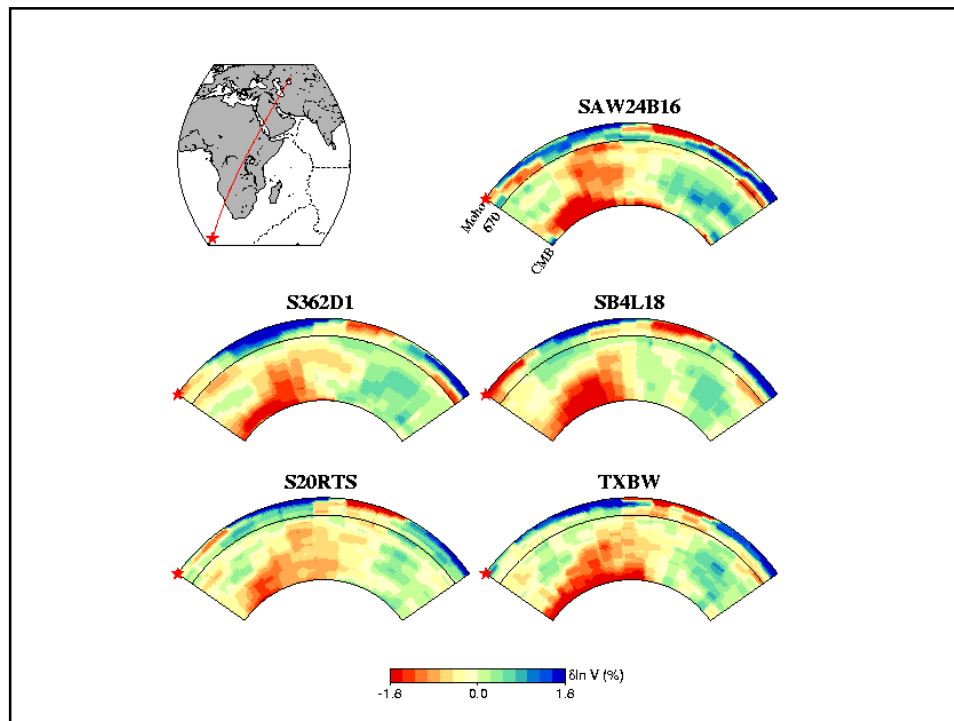 SAW24B16
Moho
670
CMB
S362D1
SB4L18
S20RTS
TXBW
δln V (%)
-1.8 0.0 1.8